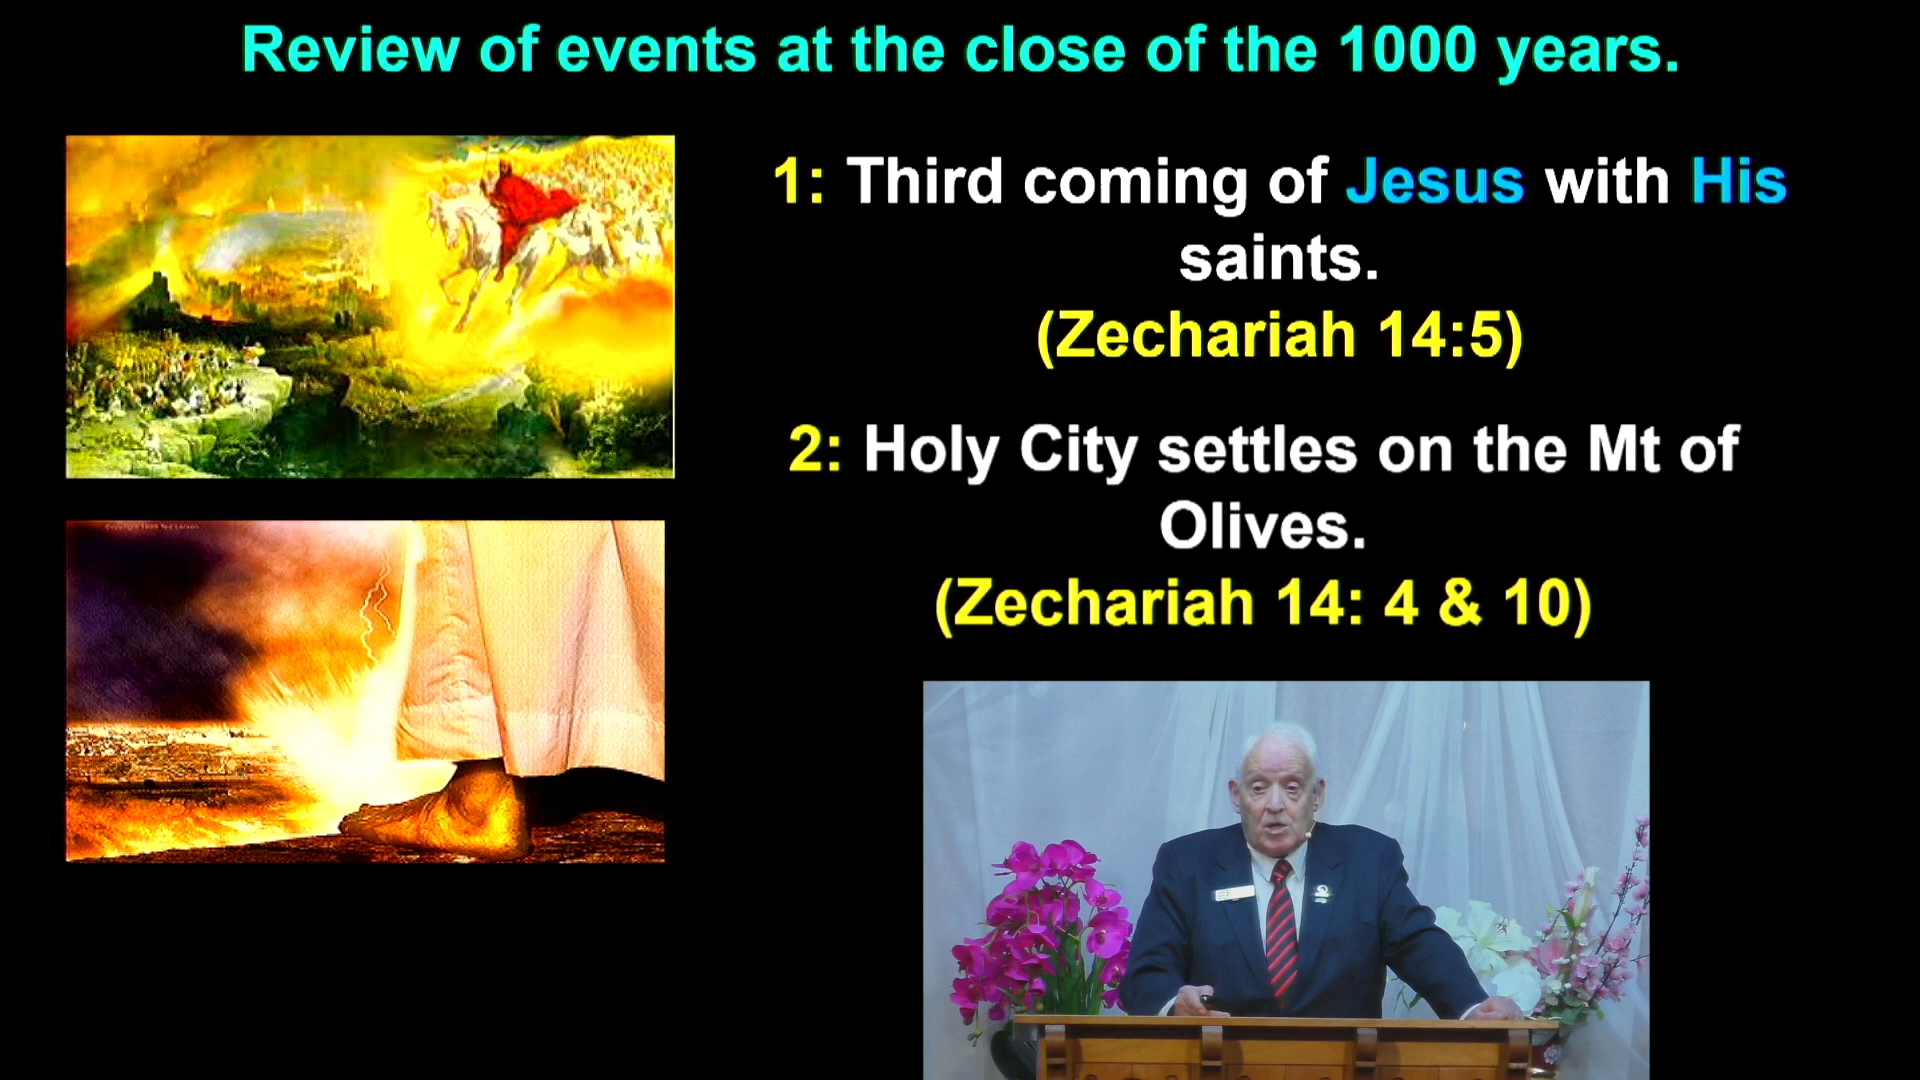 Review of events at the close of the 1000 years.
1: Third coming of Jesus with His
saints.
(Zechariah 14:5)
2: Holy City settles on the Mt of
Olives.
(Zechariah 14: 4 & 10)